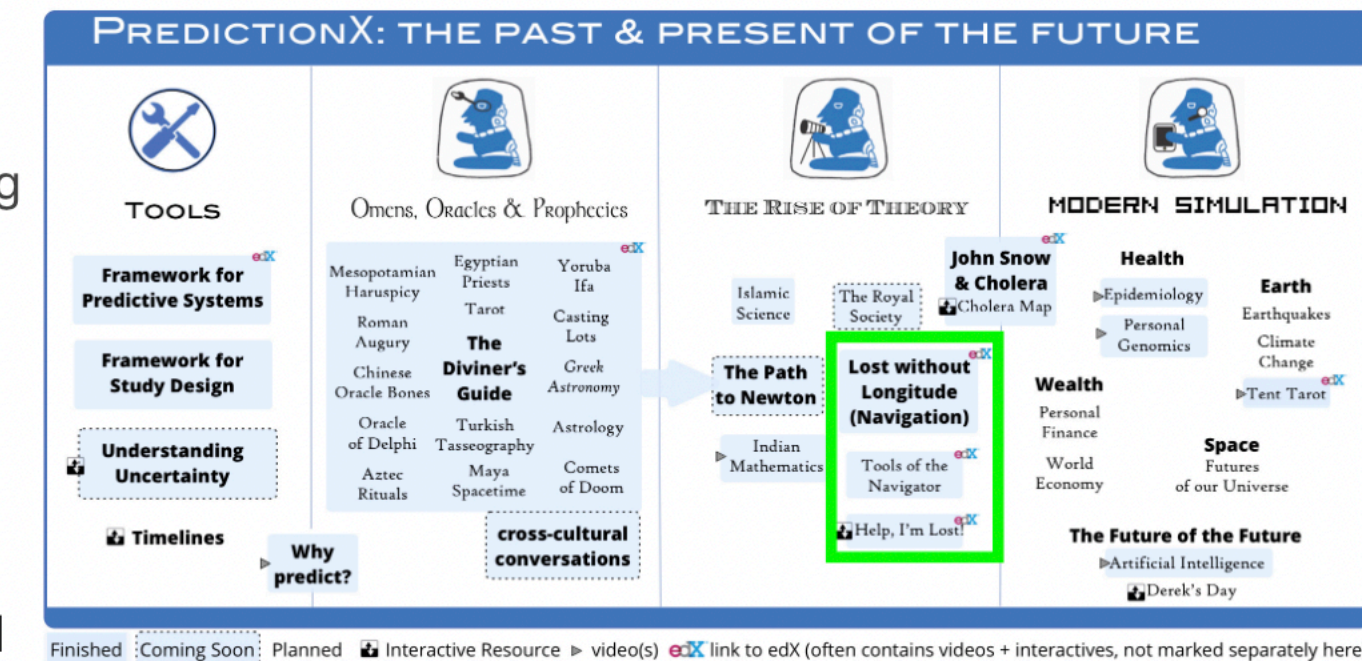 PREDICTIONX: THE PAST & PRESENT OF THE FUTURE
g
TOOLS
edX
Framework for
Predictive Systems
Framework for
Study Design
Understanding
Uncertainty
Timelines
Why
predict?
Omens, Oracles & Prophecies
edX
Mesopotamian
Haruspicy
Roman
Augury
Chinese
Oracle Bones
Oracle
of Delphi
Aztec
Rituals
Egyptian
Priests
Tarot
The
Diviner's
Guide
Turkish
Tasseography
Maya
Spacetime
Yoruba
Ifa
Casting
Lots
Greek
Astronomy
Astrology
Comets
of Doom
cross-cultural
conversations
THE RISE OF THEORY
Islamic
Science
The Royal
Society
edX
John Snow
& Cholera
Cholera Map
The Path
to Newton
Indian
Mathematics
edX
Lost without
Longitude
(Navigation)
edX
Tools of the
Navigator
edX
Help, I'm Lost!
MODERN SIMULATION
Health
Epidemiology
Personal
Genomics
Earth
Earthquakes
Climate
Change
edX
Tent Tarot
Wealth
Personal
Finance
World
Economy
Space
Futures
of our Universe
The Future of the Future
Artificial Intelligence
Derek's Day
Finished Coming Soon Planned Interactive Resource video(s) edX link to edX (often contains videos + interactives, not marked separately here